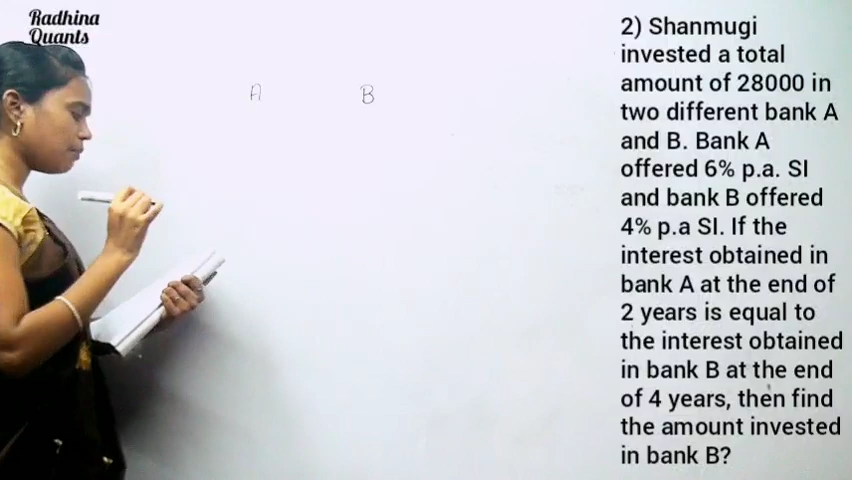 Radhina
Quants
A B
2) Shanmugi
invested a total
amount of 28000 in
two different bank A
and B. Bank A
offered 6% p.a. SI
and bank B offered
4% p.a SI. If the
interest obtained in
bank A at the end of
2 years is equal to
the interest obtained
in bank B at the end
of 4 years, then find
the amount invested
in bank B?